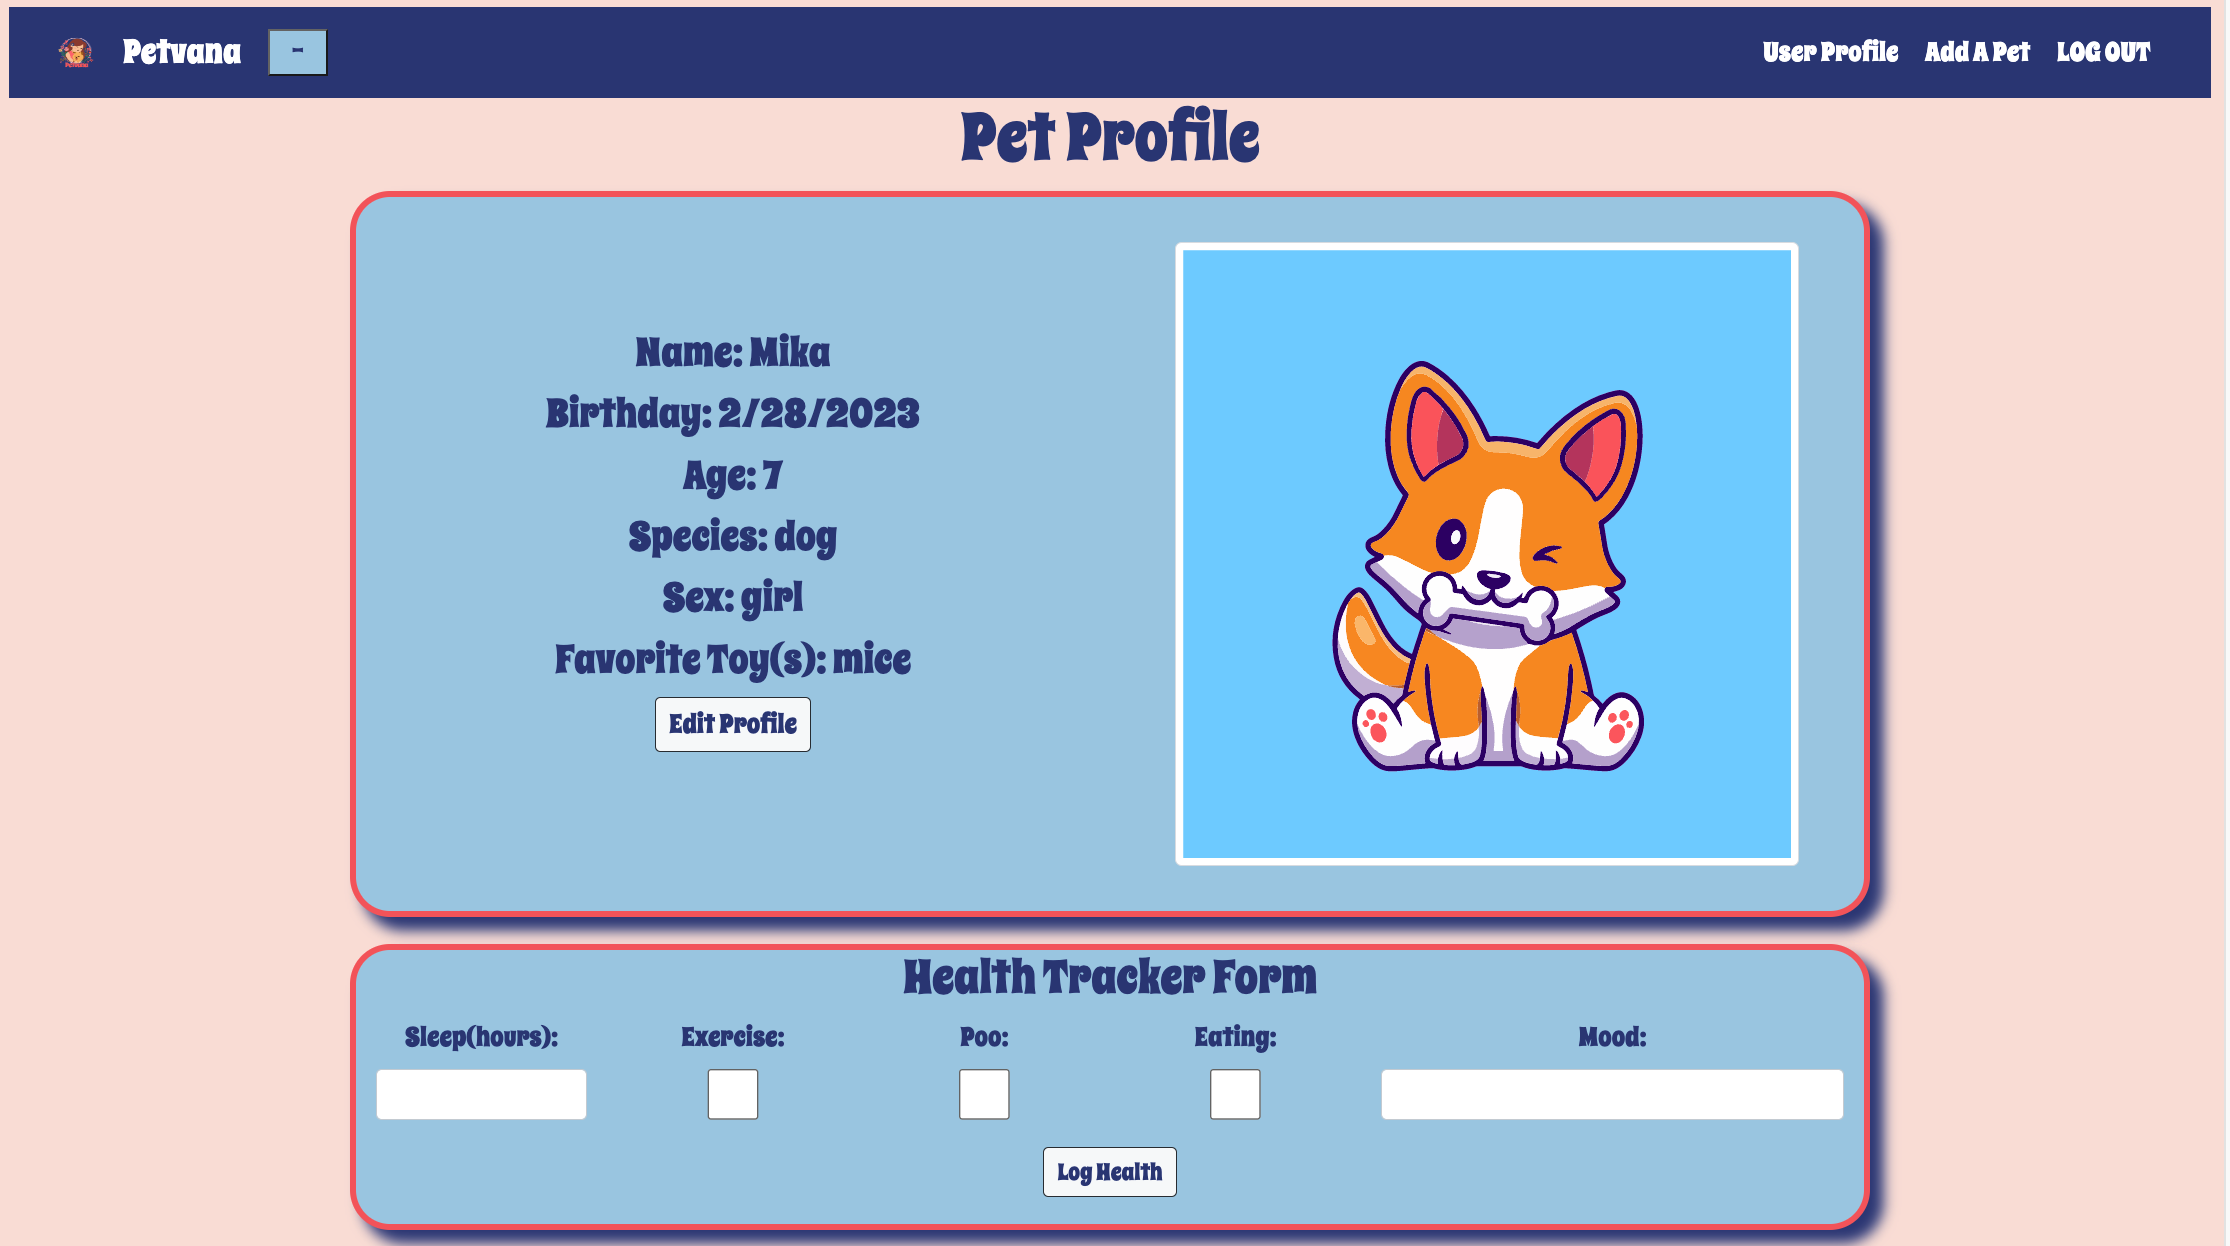 Petvana
User Profile
Add A Pet
LOG OUT
Pet Profile
Name: Mika
Birthday: 2/28/2023
Age: 7
Species: dog
Sex: girl
Favorite Toy(s): mice
Edit Profile
Health Tracker Form
Sleep(hours):
Exercise:
Poo:
Eating:
Mood:
Log Health